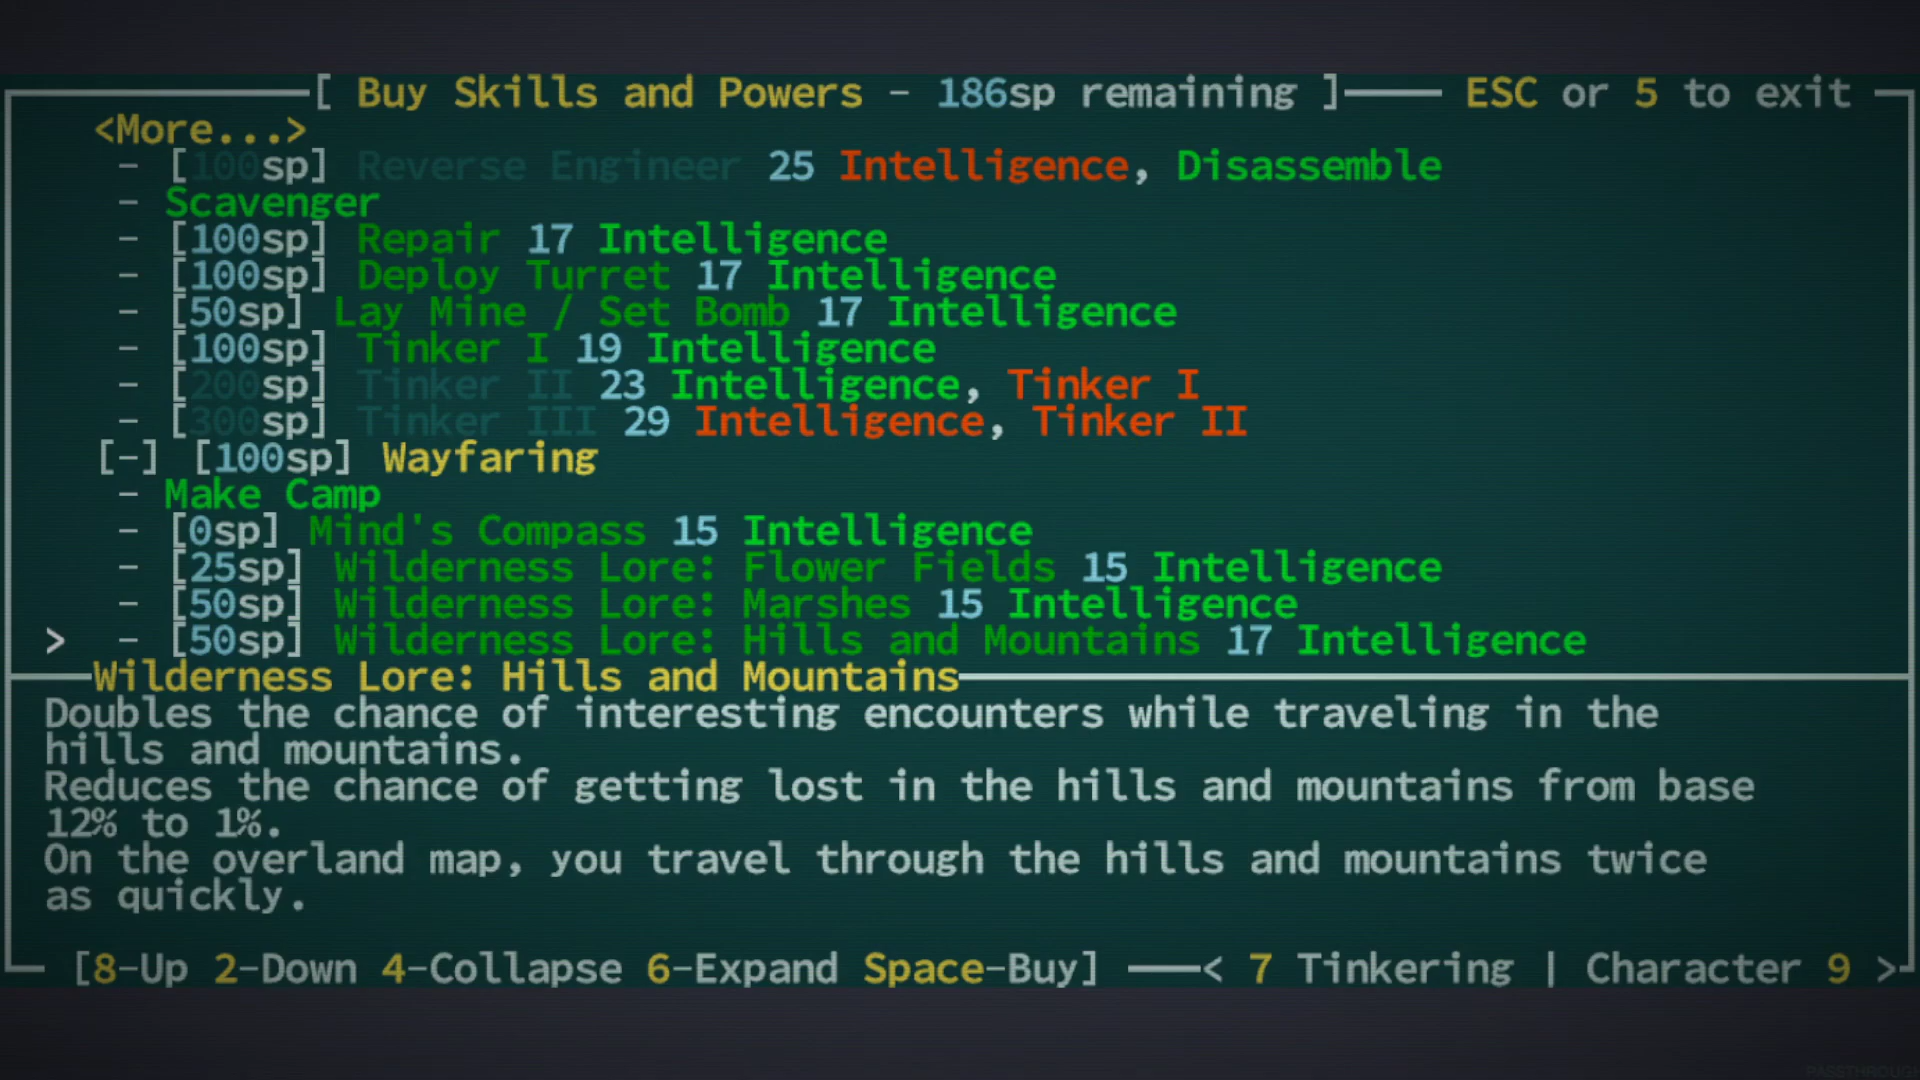 [ Buy Skills and Powers - 186sp remaining ] ESC or 5 to exit
<More...>
- [100sp] Reverse Engineer 25 Intelligence, Disassemble
- Scavenger
- [100sp] Repair 17 Intelligence
- [100sp] Deploy Turret 17 Intelligence
- [50sp] Lay Mine / Set Bomb 17 Intelligence
- [100sp] Tinker I 19 Intelligence
- [200sp] Tinker II 23 Intelligence, Tinker I
- [300sp] Tinker III 29 Intelligence, Tinker II
[-] [100sp] Wayfaring
- Make Camp
- [0sp] Mind's Compass 15 Intelligence
- [25sp] Wilderness Lore: Flower Fields 15 Intelligence
- [50sp] Wilderness Lore: Marshes 15 Intelligence
> - [50sp] Wilderness Lore: Hills and Mountains 17 Intelligence
Wilderness Lore: Hills and Mountains
Doubles the chance of interesting encounters while traveling in the
hills and mountains.
Reduces the chance of getting lost in the hills and mountains from base
12% to 1%.
On the overland map, you travel through the hills and mountains twice
as quickly.
[8-Up 2-Down 4-Collapse 6-Expand Space-Buy] < 7 Tinkering | Character 9 >
PASSTHROUGH